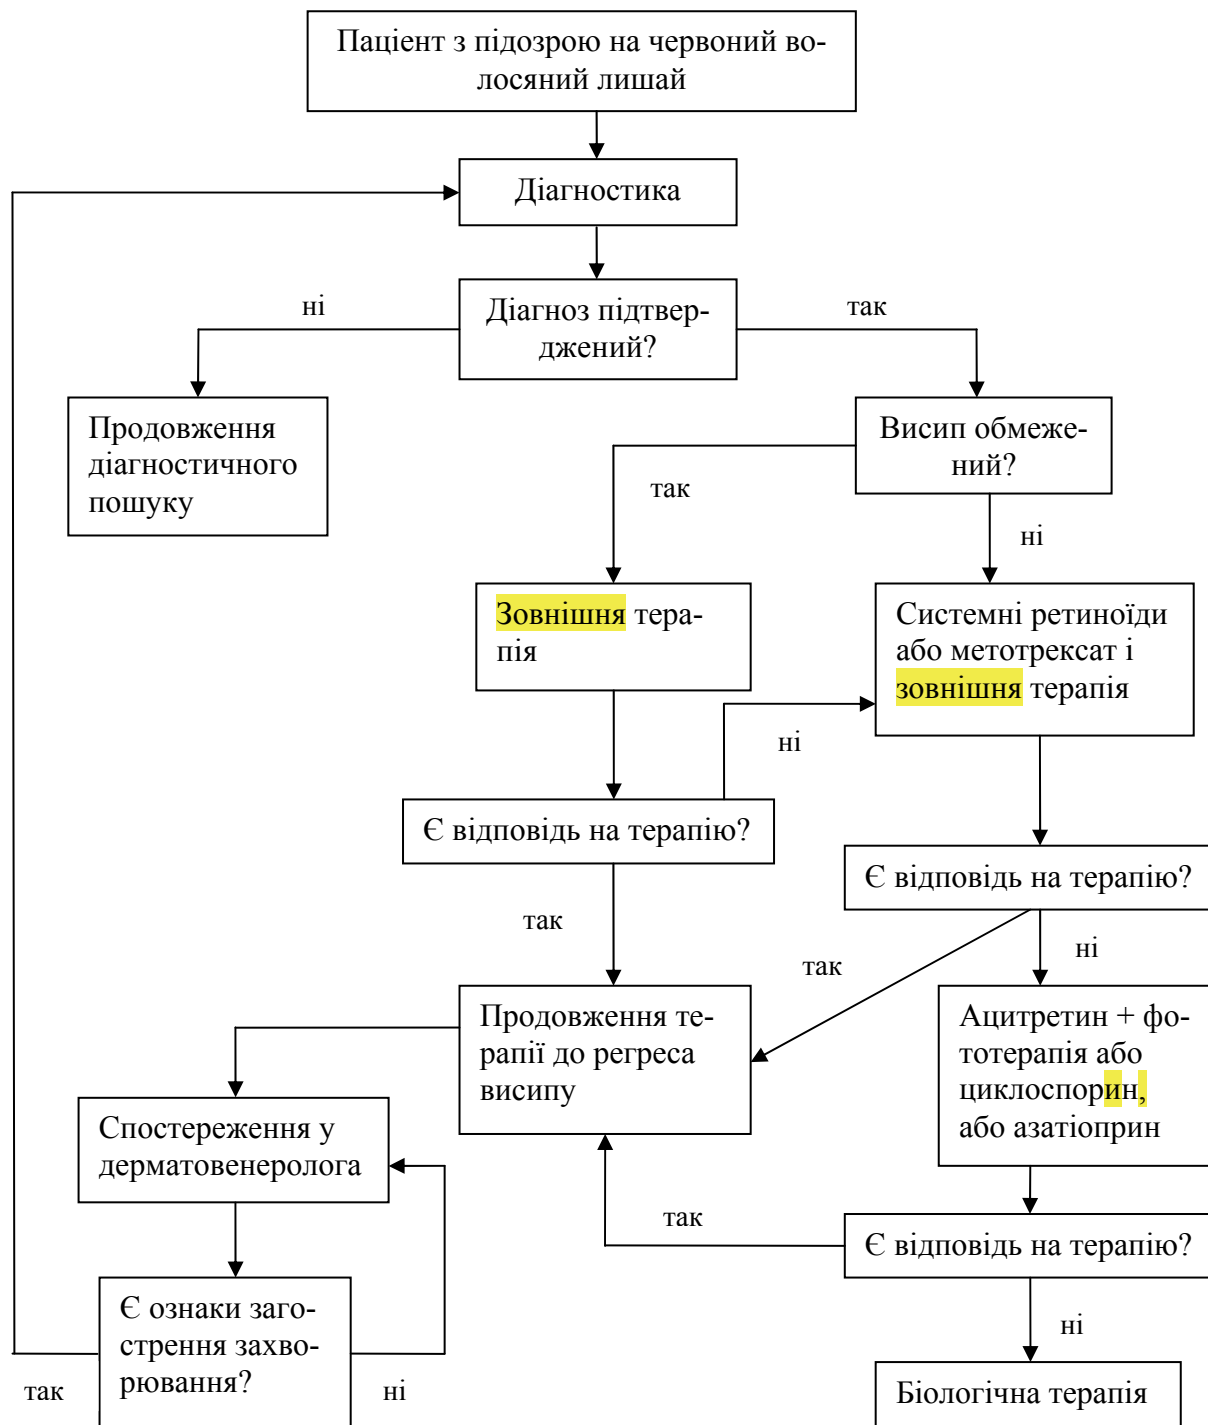 Пацієнт з підозрою на червоний во-
лосяний лишай
Діагностика
ні
Діагноз підтвер-
джений?
так
Продовження
діагностичного
пошуку
Висип обмеже-
ний?
так
ні
Зовнішня тера-
пія
Системні ретиноїди
або метотрексат і
зовнішня терапія
ні
Є відповідь на терапію?
Є відповідь на терапію?
так
ні
так
Продовження те-
рапії до регреса
висипу
Ацитретин + фо-
тотерапія або
циклоспорин,
або азатіоприн
Спостереження у
дерматовенеролога
так
Є відповідь на терапію?
Є ознаки заго-
стрення захво-
рювання?
так
ні
ні
Біологічна терапія